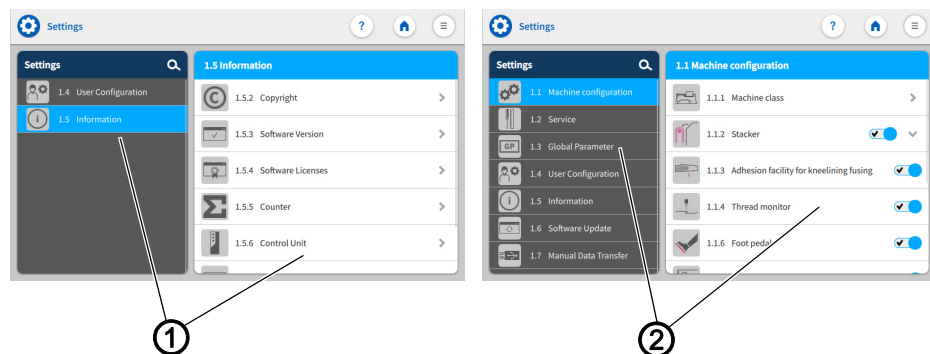 Settings
?
Settings
1.4 User Configuration
1.5 Information
1.5 Information
1.5.2 Copyright
1.5.3 Software Version
1.5.4 Software Licenses
1.5.5 Counter
1.5.6 Control Unit
1
Settings
?
Settings
1.1 Machine configuration
1.2 Service
GP 1.3 Global Parameter
1.4 User Configuration
1.5 Information
1.6 Software Update
1.7 Manual Data Transfer
1.1 Machine configuration
1.1.1 Machine class
1.1.2 Stacker
1.1.3 Adhesion facility for kneelining fusing
1.1.4 Thread monitor
1.1.6 Foot pedal
2